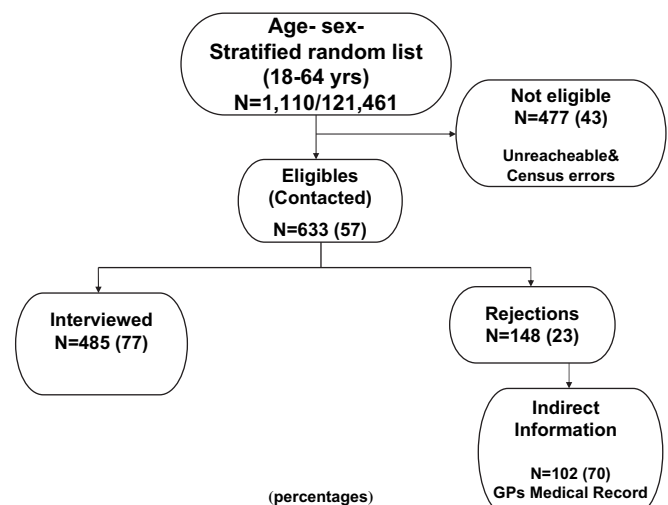 Age- sex-
Stratified random list
(18-64 yrs)
N=1,110/121,461
Not eligible
N=477 (43)
Unreacheable&
Census errors
Eligibles
(Contacted)
N=633 (57)
Interviewed
N=485 (77)
Rejections
N=148 (23)
Indirect
Information
N=102 (70)
GPs Medical Record
(percentages)